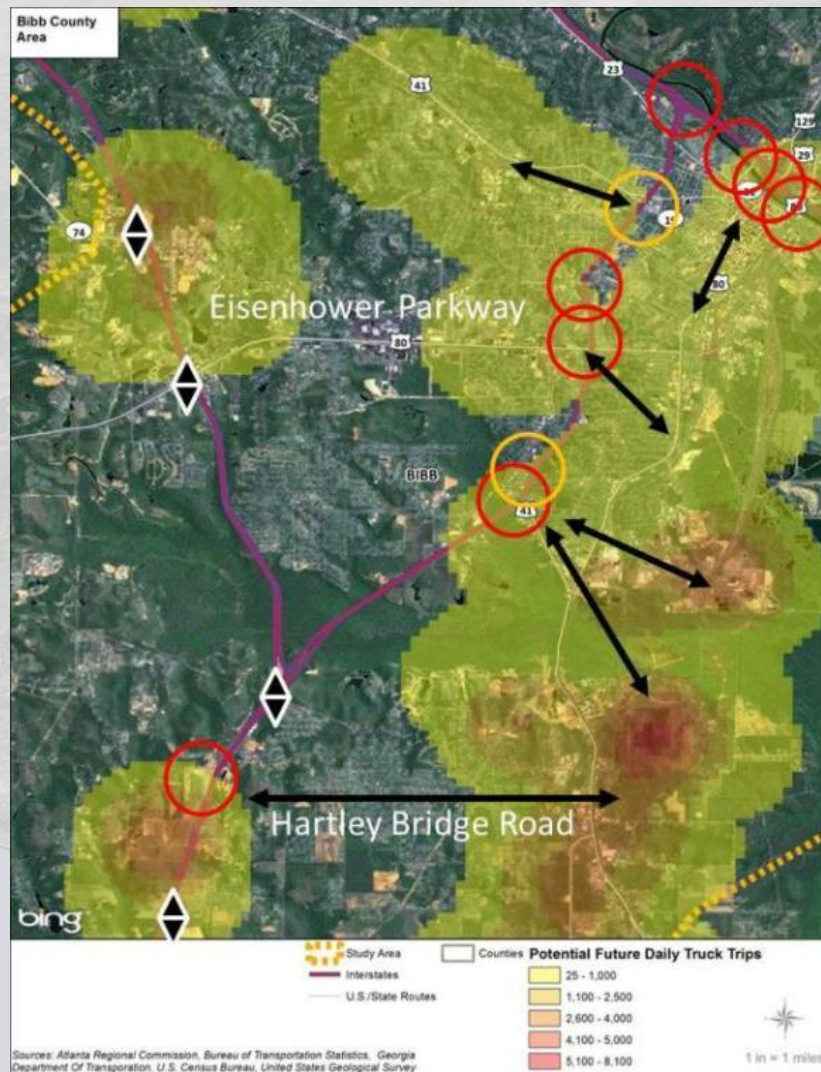 Bibb County
Area
41
23
129
29
74
19
80
Eisenhower Parkway
80
BIBB
41
Hartley Bridge Road
bing
Study Area
Interstates
U.S./State Routes
Counties
Potential Future Daily Truck Trips
25 - 1,000
1,100 - 2,500
2,600 - 4,000
4,100 - 5,000
5,100 - 8,100
Sources: Atlanta Regional Commission, Bureau of Transportation Statistics, Georgia
Department Of Transporation, U.S. Census Bureau, United States Geological Survey
1 in = 1 miles